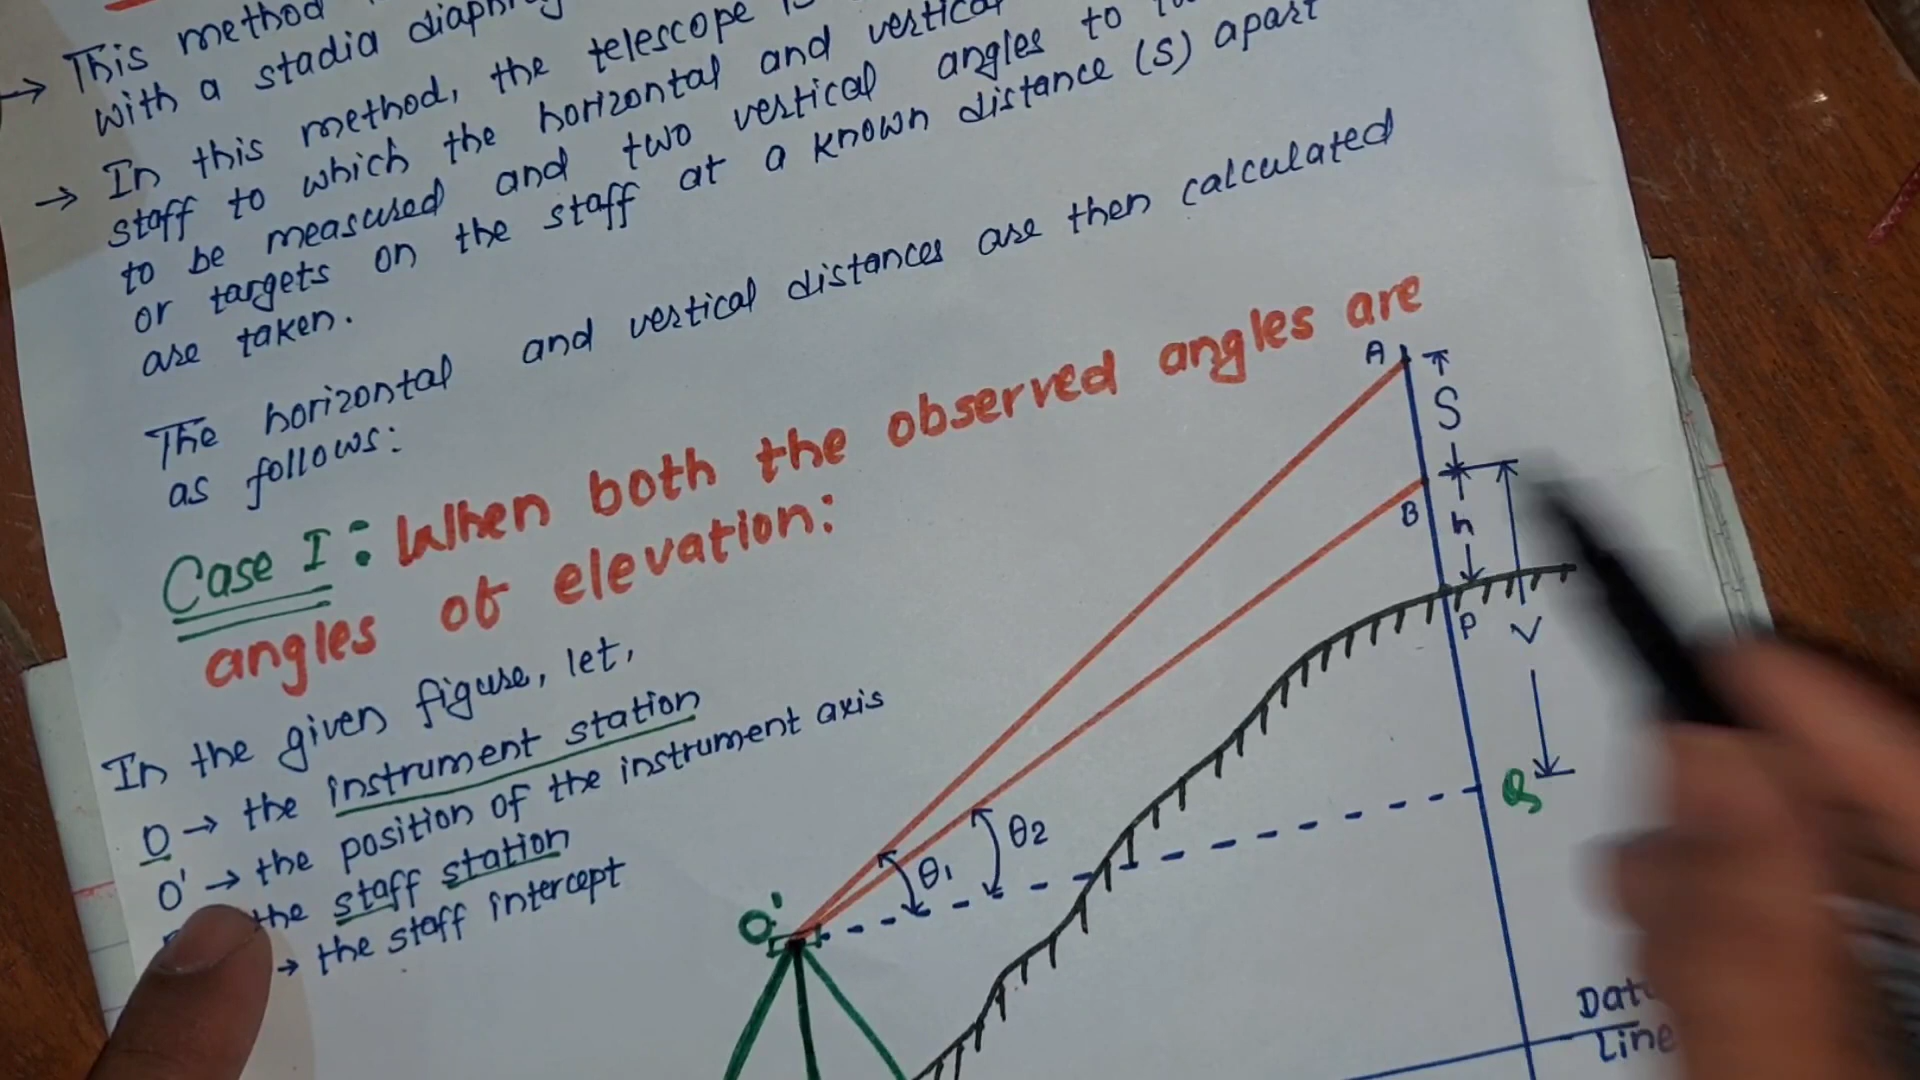 → This method
with a stadia
→ In this method, the telescope is
staff to which the horizontal and vertical
to be measured and two vertical angles to
or targets on the staff at a known distance (S) apart
are taken.
The horizontal and vertical distances are then calculated
as follows:
Case I: When both the observed angles are
angles of elevation:
In the given figure, let,
O → the instrument station
O' → the position of the instrument axis
the staff station
→ the staff intercept
A
S
B
h
P
V
Q
θ2
θ1
O'
Line